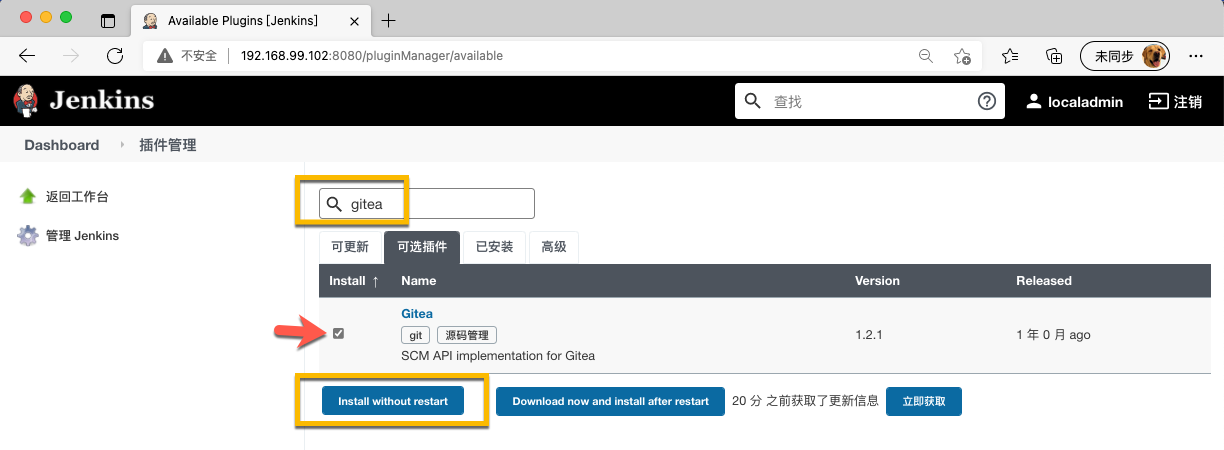 Available Plugins [Jenkins]
不安全 192.168.99.102:8080/pluginManager/available 未同步
Jenkins 查找 localadmin 注销
Dashboard 插件管理
返回工作台
管理 Jenkins
gitea
可更新 可选插件 已安装 高级
Install ↑ Name Version Released
Gitea
git 源码管理 1.2.1 1 年 0 月 ago
SCM API implementation for Gitea
Install without restart Download now and install after restart 20 分 之前获取了更新信息 立即获取